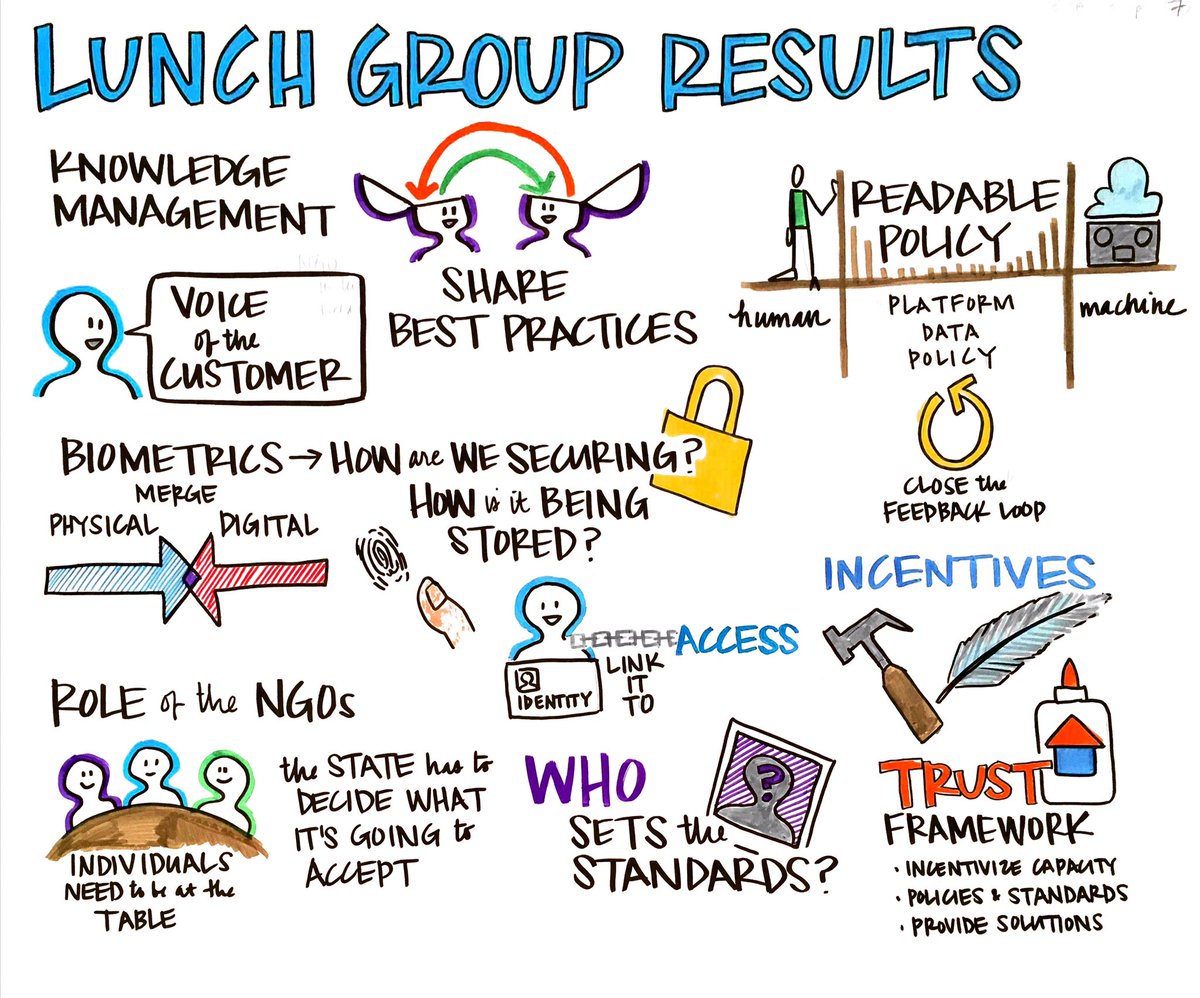 LUNCH GROUP RESULTS
KNOWLEDGE
MANAGEMENT
SHARE
BEST PRACTICES
VOICE
of the
CUSTOMER
READABLE
POLICY
human
machine
PLATFORM
DATA
POLICY
CLOSE the
FEEDBACK LOOP
BIOMETRICS → HOW are WE SECURING?
HOW is it BEING
STORED?
MERGE
PHYSICAL
DIGITAL
IDENTITY
LINK
IT
TO
ACCESS
INCENTIVES
TRUST
FRAMEWORK
• INCENTIVIZE CAPACITY
• POLICIES & STANDARDS
• PROVIDE SOLUTIONS
ROLE of the NGOs
INDIVIDUALS
NEED to be at the
TABLE
the STATE has to
DECIDE WHAT
IT'S GOING to
ACCEPT
WHO
SETS the
STANDARDS?
?